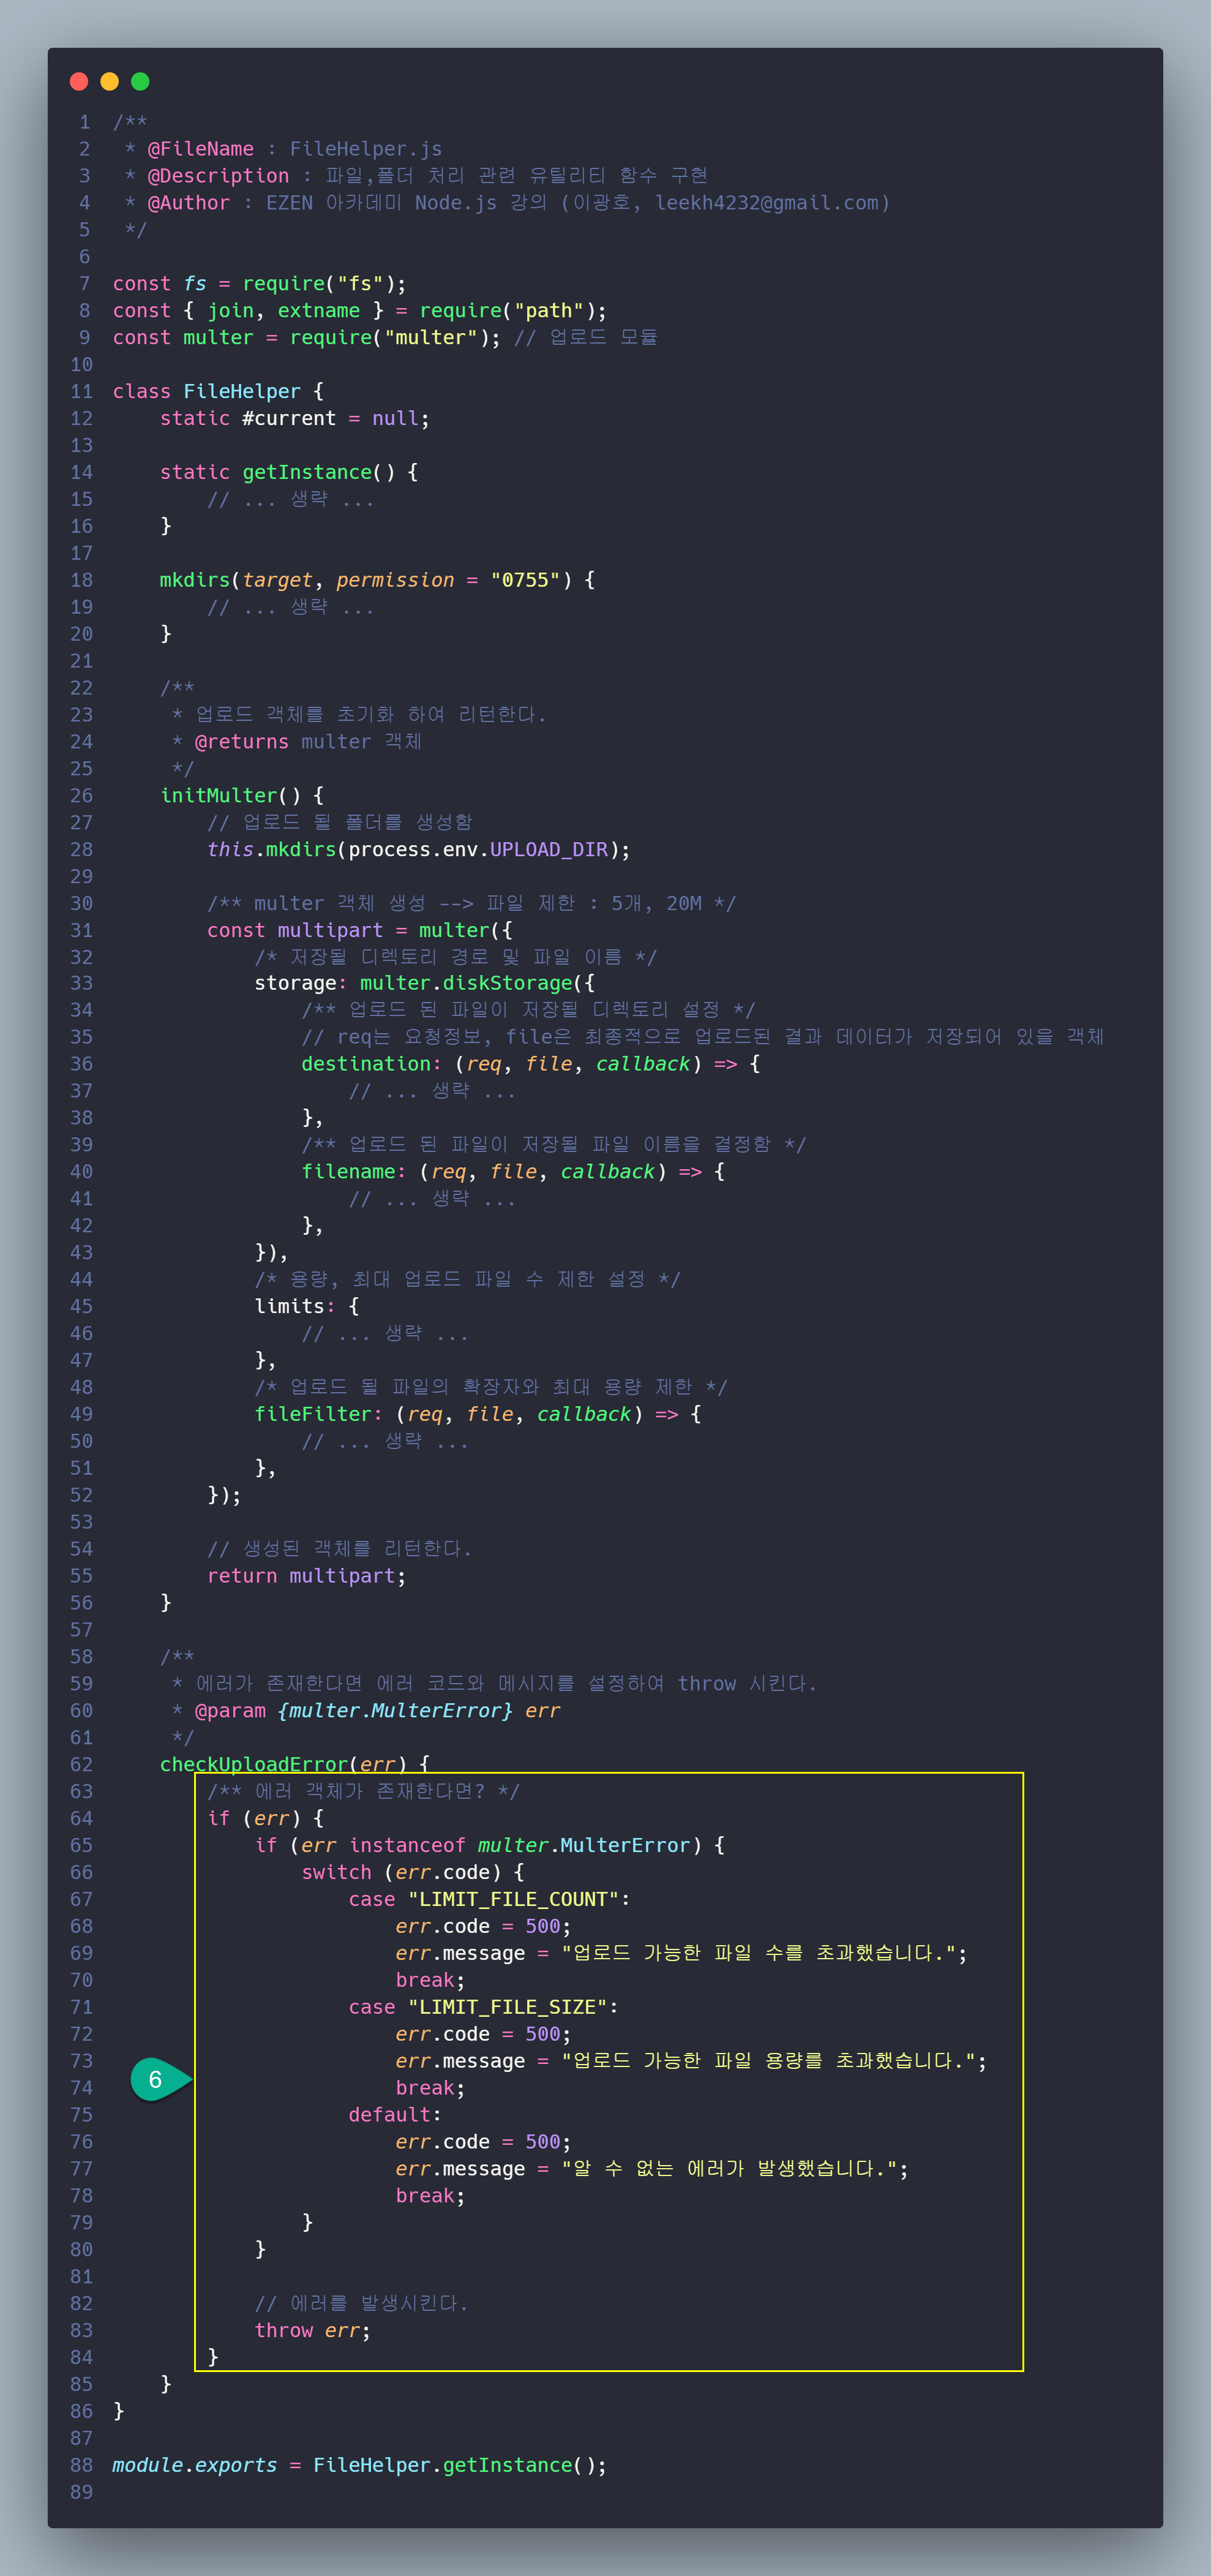 1 /**
2  * @FileName : FileHelper.js
3  * @Description : 파일,폴더 처리 관련 유틸리티 함수 구현
4  * @Author : EZEN 아카데미 Node.js 강의 (이광호, leekh4232@gmail.com)
5  */
6
7 const fs = require("fs");
8 const { join, extname } = require("path");
9 const multer = require("multer"); // 업로드 모듈
10
11 class FileHelper {
12     static #current = null;
13
14     static getInstance() {
15         // ... 생략 ...
16     }
17
18     mkdirs(target, permission = "0755") {
19         // ... 생략 ...
20     }
21
22     /**
23      * 업로드 객체를 초기화 하여 리턴한다.
24      * @returns multer 객체
25      */
26     initMulter() {
27         // 업로드 될 폴더를 생성함
28         this.mkdirs(process.env.UPLOAD_DIR);
29
30         /** multer 객체 생성 --> 파일 제한 : 5개, 20M */
31         const multipart = multer({
32             /* 저장될 디렉토리 경로 및 파일 이름 */
33             storage: multer.diskStorage({
34                 /** 업로드 된 파일이 저장될 디렉토리 설정 */
35                 // req는 요청정보, file은 최종적으로 업로드된 결과 데이터가 저장되어 있을 객체
36                 destination: (req, file, callback) => {
37                     // ... 생략 ...
38                 },
39                 /** 업로드 된 파일이 저장될 파일 이름을 결정함 */
40                 filename: (req, file, callback) => {
41                     // ... 생략 ...
42                 },
43             }),
44             /* 용량, 최대 업로드 파일 수 제한 설정 */
45             limits: {
46                 // ... 생략 ...
47             },
48             /* 업로드 될 파일의 확장자와 최대 용량 제한 */
49             fileFilter: (req, file, callback) => {
50                 // ... 생략 ...
51             },
52         });
53
54         // 생성된 객체를 리턴한다.
55         return multipart;
56     }
57
58     /**
59      * 에러가 존재한다면 에러 코드와 메시지를 설정하여 throw 시킨다.
60      * @param {multer.MulterError} err
61      */
62     checkUploadError(err) {
63         /** 에러 객체가 존재한다면? */
64         if (err) {
65             if (err instanceof multer.MulterError) {
66                 switch (err.code) {
67                     case "LIMIT_FILE_COUNT":
68                         err.code = 500;
69                         err.message = "업로드 가능한 파일 수를 초과했습니다.";
70                         break;
71                     case "LIMIT_FILE_SIZE":
72                         err.code = 500;
73                         err.message = "업로드 가능한 파일 용량를 초과했습니다.";
6
74                         break;
75                     default:
76                         err.code = 500;
77                         err.message = "알 수 없는 에러가 발생했습니다.";
78                         break;
79                 }
80             }
81
82             // 에러를 발생시킨다.
83             throw err;
84         }
85     }
86 }
87
88 module.exports = FileHelper.getInstance();
89